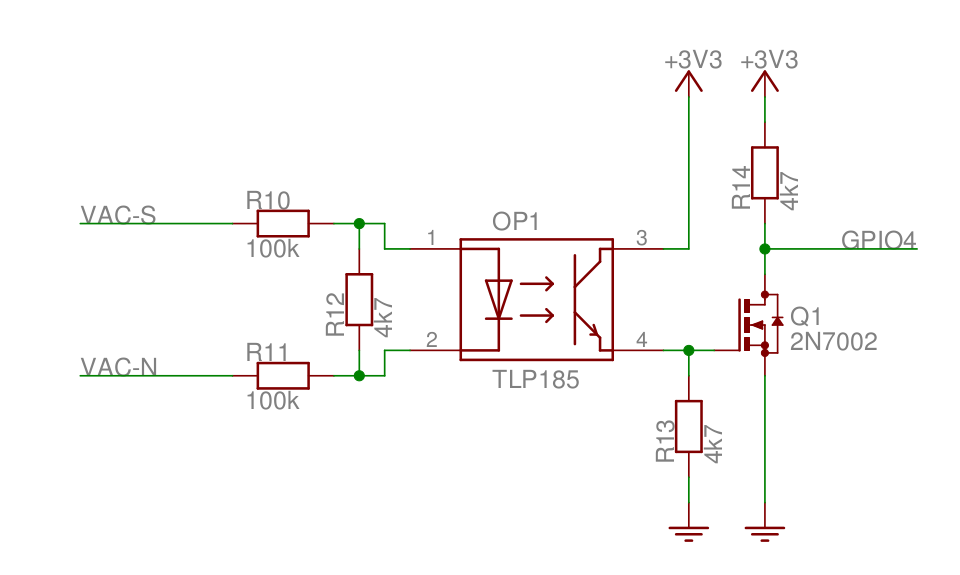 +3V3
+3V3
R14
4k7
VAC-S
R10
100k
OP1
1
3
GPIO4
R12
4k7
Q1
2N7002
2
4
VAC-N
R11
100k
TLP185
R13
4k7